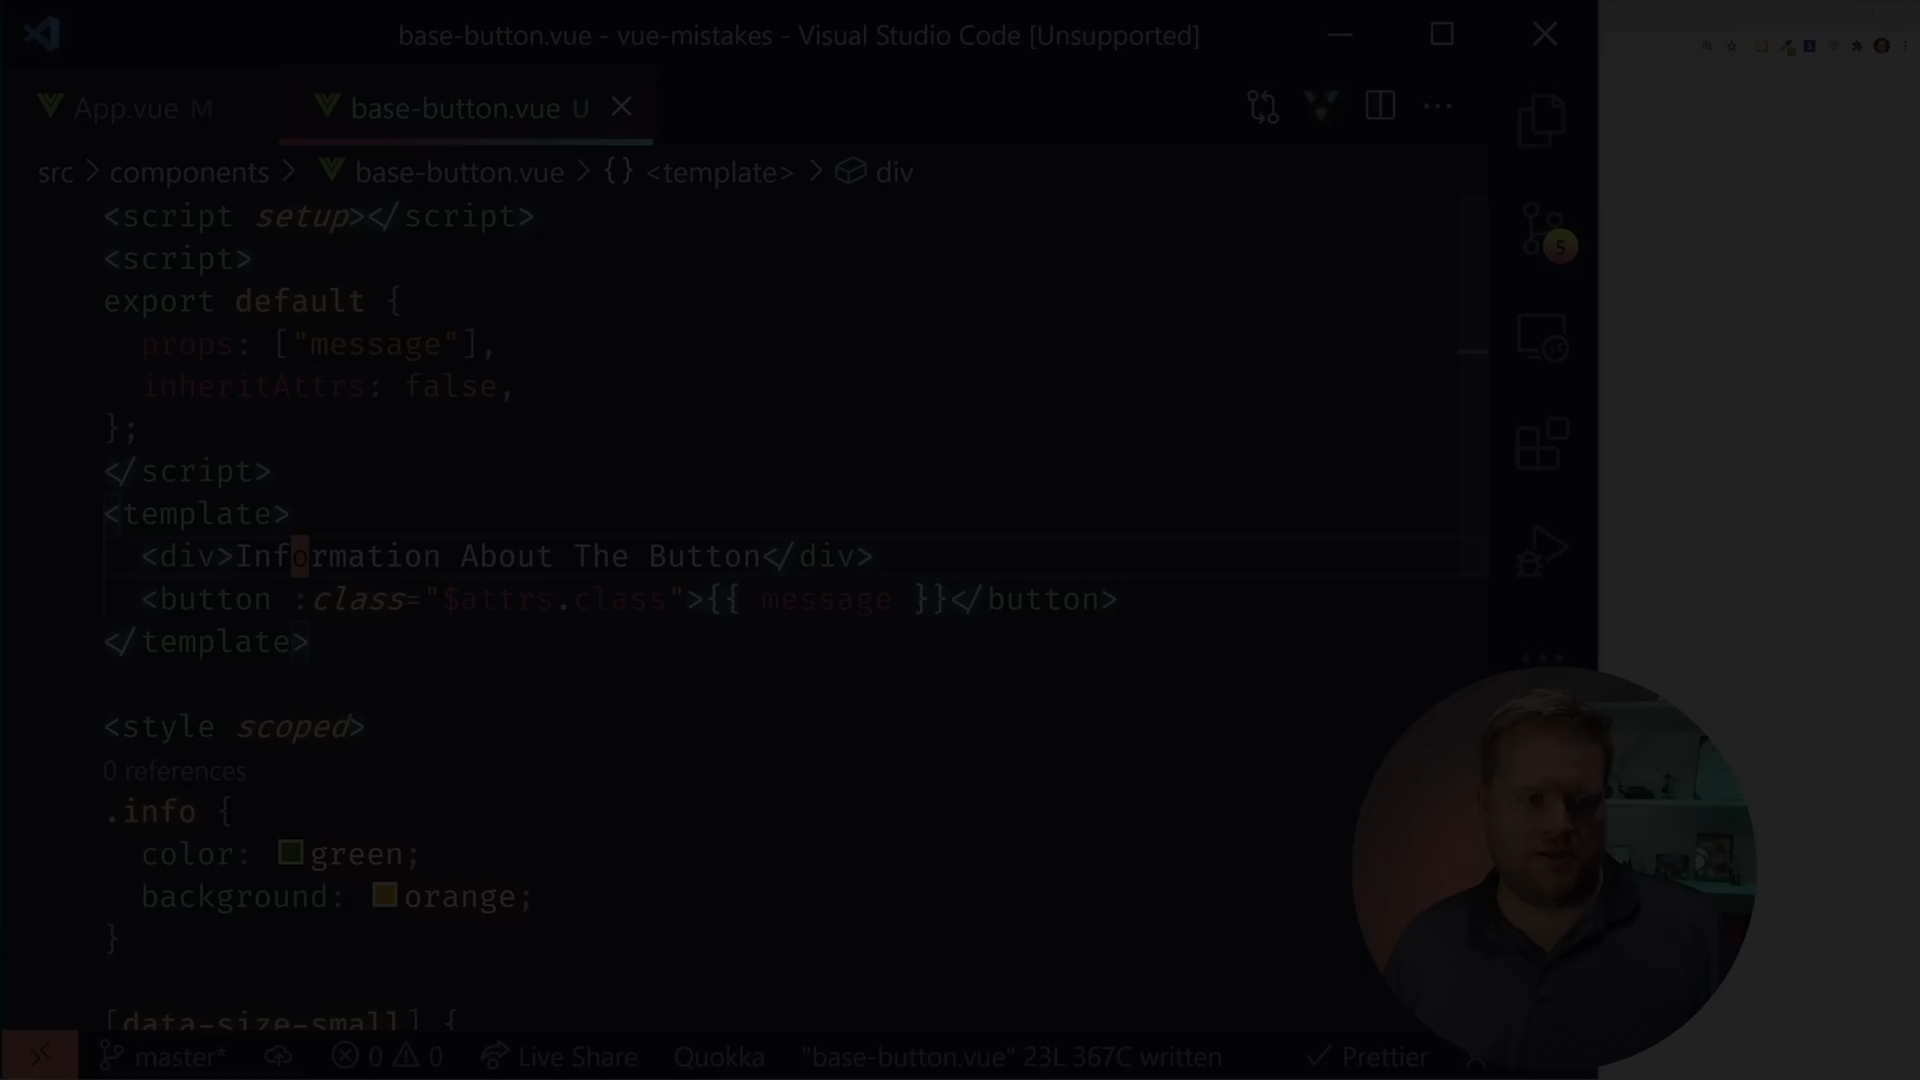 base-button.vue - vue-mistakes - Visual Studio Code [Unsupported]
App.vue M
base-button.vue U
src > components > base-button.vue > {} <template> > div
<script setup></script>
<script>
export default {
props: ["message"],
inheritAttrs: false,
};
</script>
<template>
<div>Information About The Button</div>
<button :class="$attrs.class">{{ message }}</button>
</template>
<style scoped>
0 references
.info {
color: green;
background: orange;
}
[data-size-small] {
5
master* 0 0 Live Share Quokka "base-button.vue" 23L 367C written Prettier